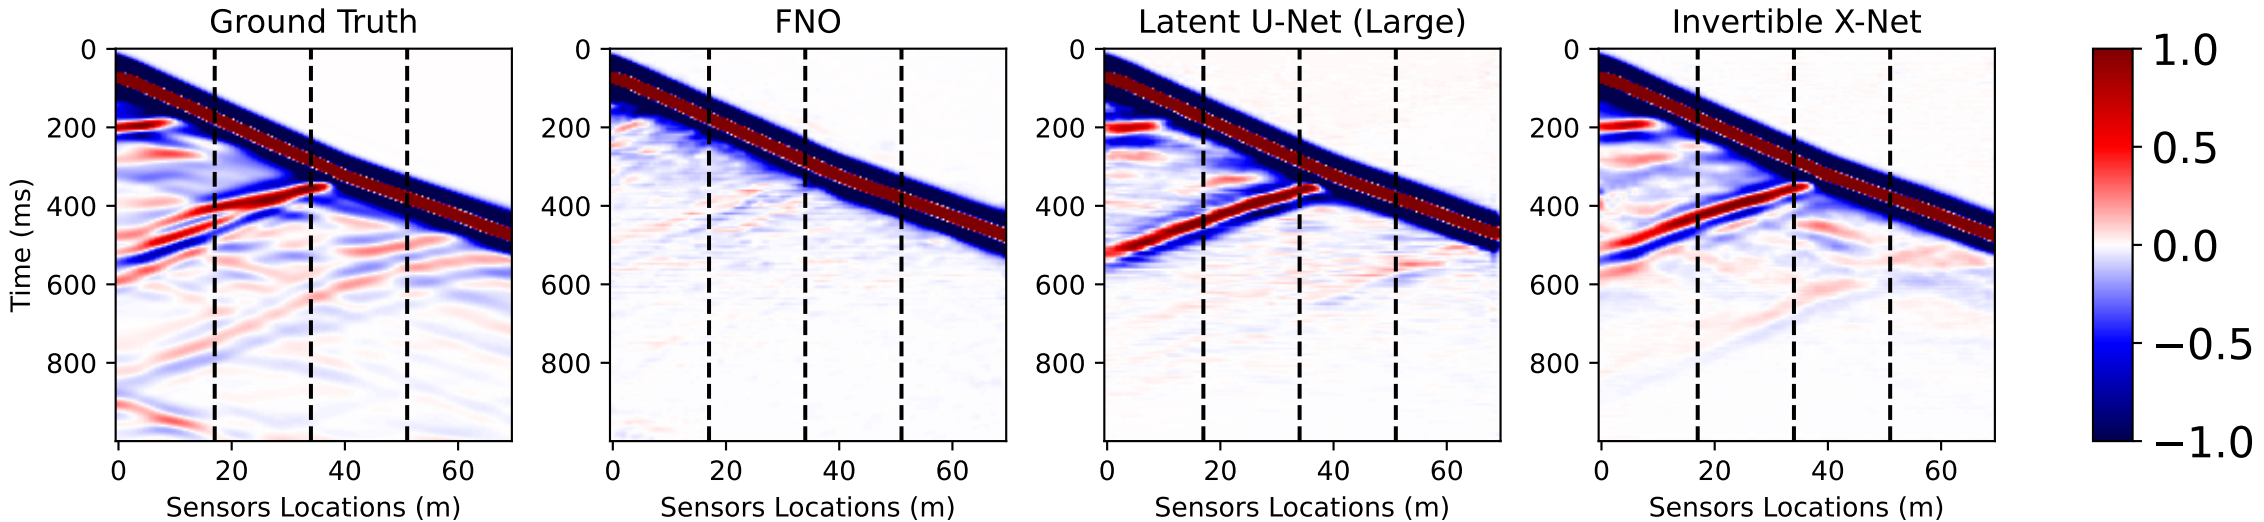 Ground Truth
FNO
Latent U-Net (Large)
Invertible X-Net
0
200
400
600
800
Time (ms)
0 20 40 60
Sensors Locations (m)
0
200
400
600
800
0 20 40 60
Sensors Locations (m)
0
200
400
600
800
0 20 40 60
Sensors Locations (m)
0
200
400
600
800
0 20 40 60
Sensors Locations (m)
1.0
0.5
0.0
−0.5
−1.0